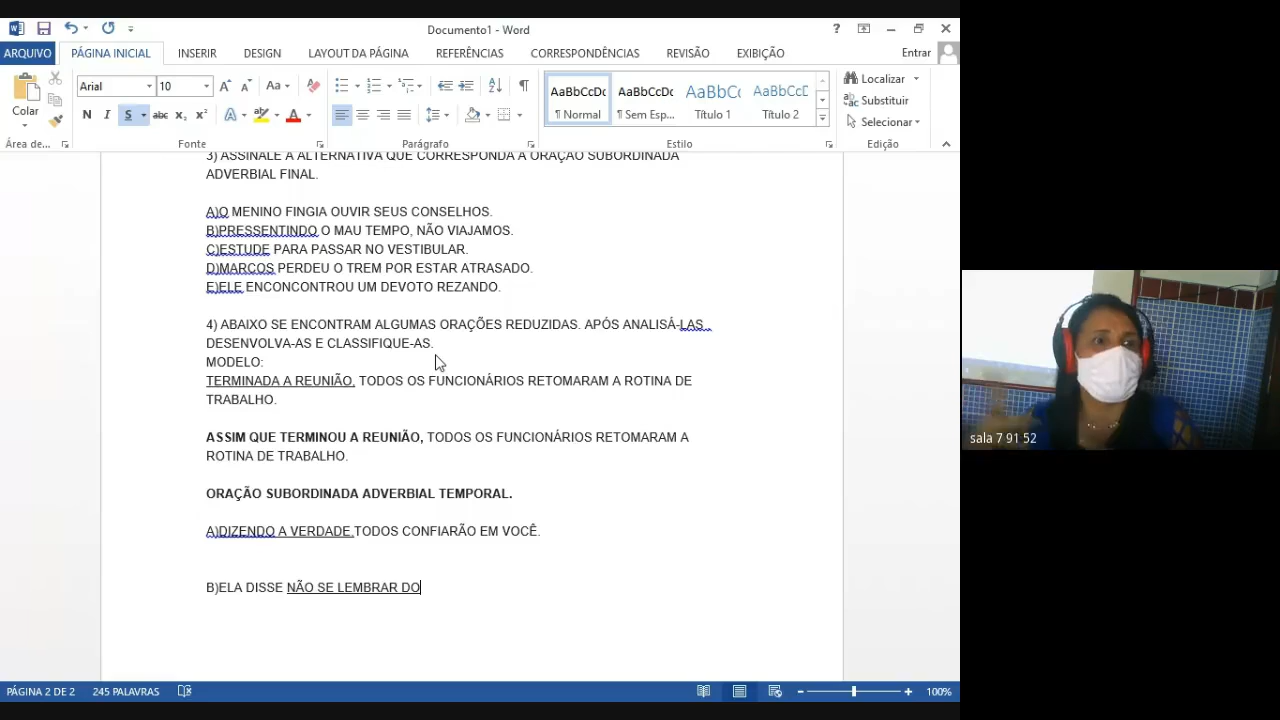 Documento1 - Word
?
ARQUIVO PÁGINA INICIAL INSERIR DESIGN LAYOUT DA PÁGINA REFERÊNCIAS CORRESPONDÊNCIAS REVISÃO EXIBIÇÃO Entrar
Colar
Arial 10 A A Aa
N I S abc x₂ x² A A
AaBbCcDc AaBbCcDc AaBbCc AaBbCcD
¶ Normal ¶ Sem Esp... Título 1 Título 2
Localizar
Substituir
Selecionar
Área de... Fonte Parágrafo Estilo Edição
3) ASSINALE A ALTERNATIVA QUE CORRESPONDA A ORAÇÃO SUBORDINADA
ADVERBIAL FINAL.
A)O MENINO FINGIA OUVIR SEUS CONSELHOS.
B)PRESSENTINDO O MAU TEMPO, NÃO VIAJAMOS.
C)ESTUDE PARA PASSAR NO VESTIBULAR.
D)MARCOS PERDEU O TREM POR ESTAR ATRASADO.
E)ELE ENCONCONTROU UM DEVOTO REZANDO.
4) ABAIXO SE ENCONTRAM ALGUMAS ORAÇÕES REDUZIDAS. APÓS ANALISÁ-LAS ,
DESENVOLVA-AS E CLASSIFIQUE-AS.
MODELO:
TERMINADA A REUNIÃO, TODOS OS FUNCIONÁRIOS RETOMARAM A ROTINA DE
TRABALHO.
ASSIM QUE TERMINOU A REUNIÃO, TODOS OS FUNCIONÁRIOS RETOMARAM A
ROTINA DE TRABALHO.
ORAÇÃO SUBORDINADA ADVERBIAL TEMPORAL.
A)DIZENDO A VERDADE,TODOS CONFIARÃO EM VOCÊ.
B)ELA DISSE NÃO SE LEMBRAR DO
sala 7 91 52
PÁGINA 2 DE 2 245 PALAVRAS 100%